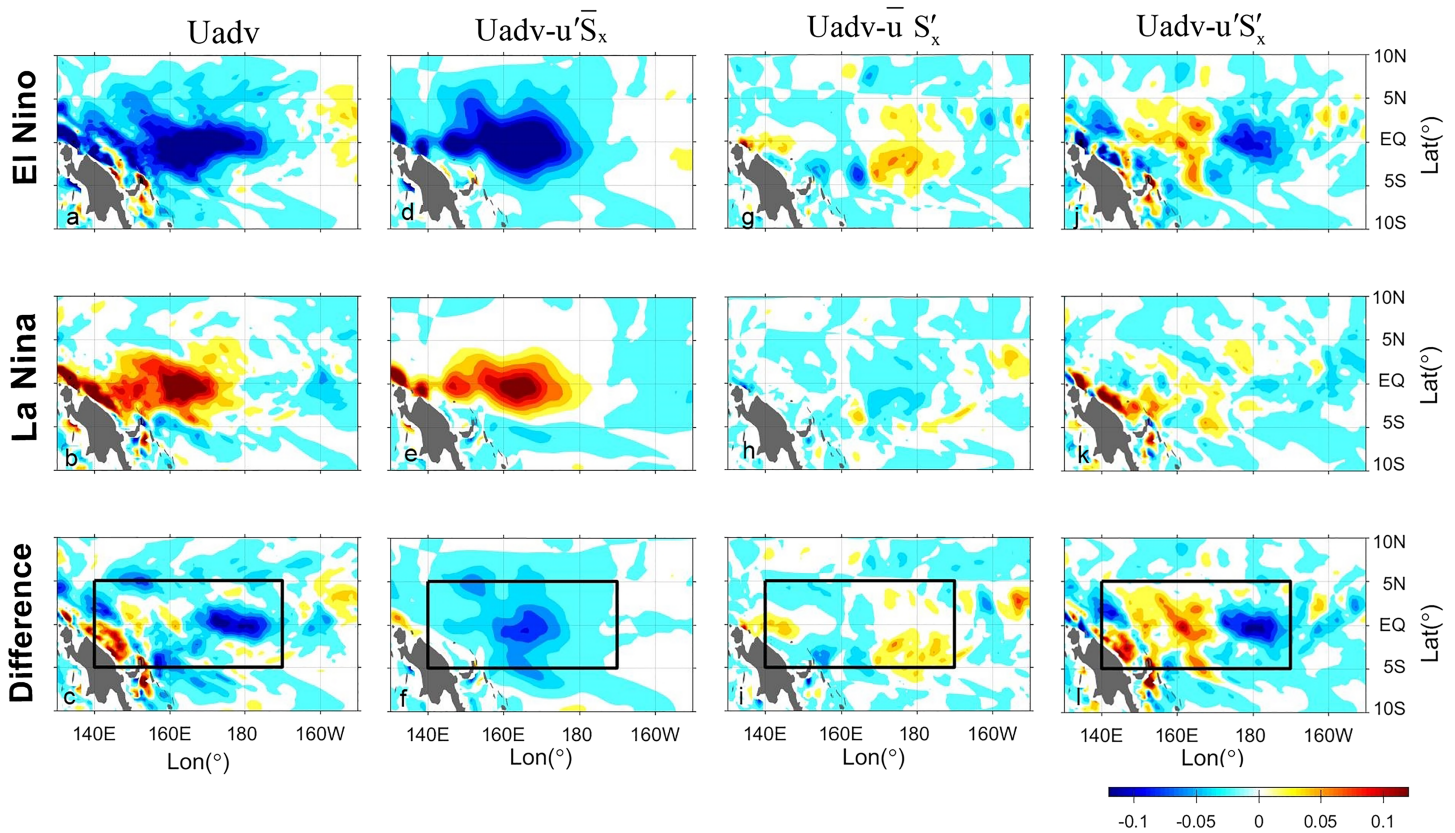 Uadv Uadv-u′S̅ₓ Uadv-u̅ S′ₓ Uadv-u′S′ₓ
El Nino
a d g j
10N
5N
EQ
5S
10S
Lat(°)
La Nina
b e h k
10N
5N
EQ
5S
10S
Lat(°)
Difference
c f i l
10N
5N
EQ
5S
10S
Lat(°)
140E 160E 180 160W 140E 160E 180 160W 140E 160E 180 160W 140E 160E 180 160W
Lon(°) Lon(°) Lon(°) Lon(°)
-0.1 -0.05 0 0.05 0.1